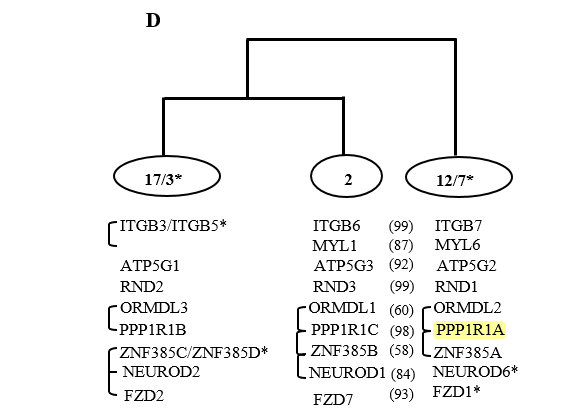 D
17/3* 2 12/7*
ITGB3/ITGB5* ITGB6 (99) ITGB7
MYL1 (87) MYL6
ATP5G1 ATP5G3 (92) ATP5G2
RND2 RND3 (99) RND1
ORMDL3 ORMDL1 (60) ORMDL2
PPP1R1B PPP1R1C (98) PPP1R1A
ZNF385C/ZNF385D* ZNF385B (58) ZNF385A
NEUROD2 NEUROD1 (84) NEUROD6*
FZD2 FZD7 (93) FZD1*